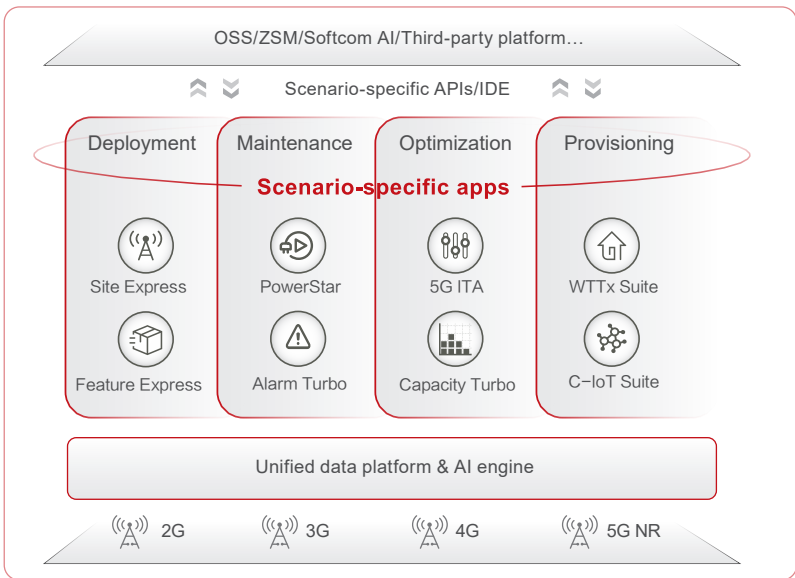 OSS/ZSM/Softcom AI/Third-party platform…
Scenario-specific APIs/IDE
Deployment
Maintenance
Optimization
Provisioning
Scenario-specific apps
Site Express
PowerStar
5G ITA
WTTx Suite
Feature Express
Alarm Turbo
Capacity Turbo
C−IoT Suite
Unified data platform & AI engine
2G
3G
4G
5G NR